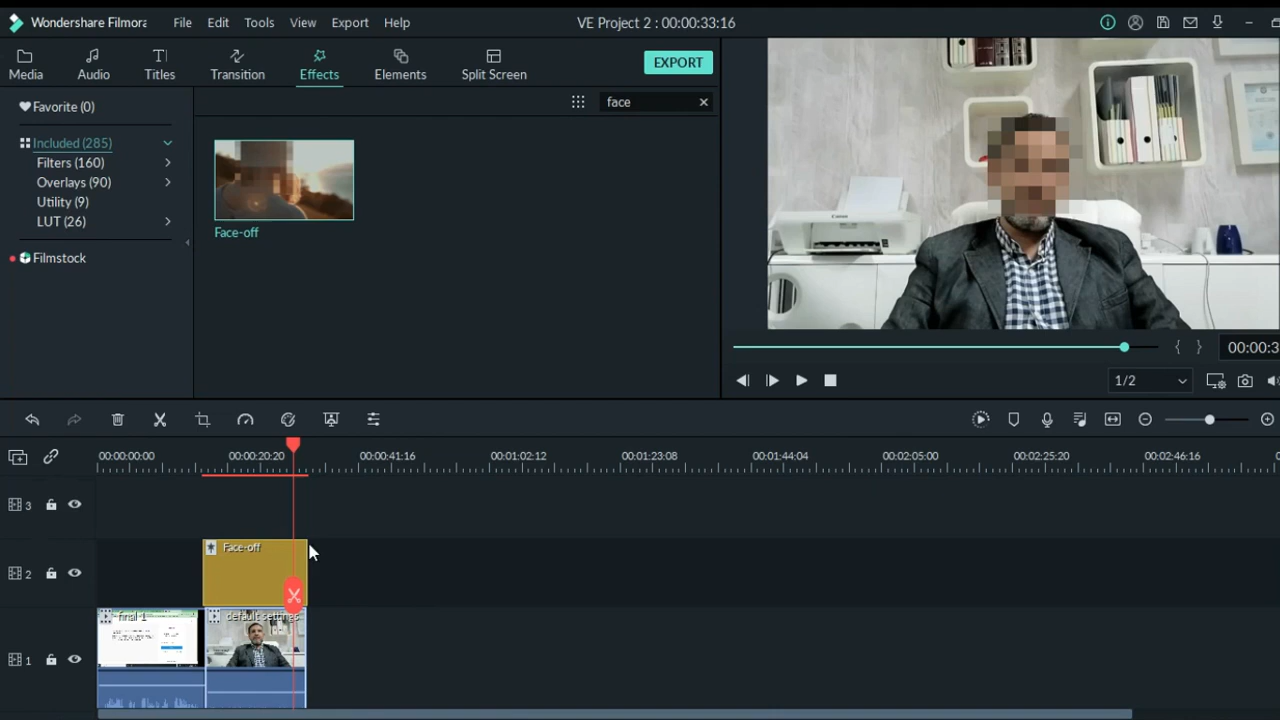 Wondershare Filmora
File
Edit
Tools
View
Export
Help
VE Project 2 : 00:00:33:16
Media
Audio
Titles
Transition
Effects
Elements
Split Screen
EXPORT
Favorite (0)
face
Included (285)
Filters (160)
Overlays (90)
Utility (9)
LUT (26)
Filmstock
Face-off
Canon
00:00:3
1/2
00:00:00:00
00:00:20:20
00:00:41:16
00:01:02:12
00:01:23:08
00:01:44:04
00:02:05:00
00:02:25:20
00:02:46:16
3
2
Face-off
final-1
default settings
1